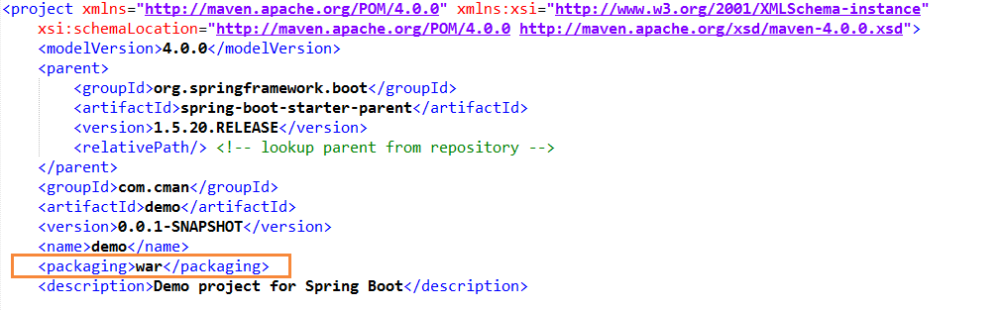 <project xmlns="http://maven.apache.org/POM/4.0.0" xmlns:xsi="http://www.w3.org/2001/XMLSchema-instance"
xsi:schemaLocation="http://maven.apache.org/POM/4.0.0 http://maven.apache.org/xsd/maven-4.0.0.xsd">
<modelVersion>4.0.0</modelVersion>
<parent>
<groupId>org.springframework.boot</groupId>
<artifactId>spring-boot-starter-parent</artifactId>
<version>1.5.20.RELEASE</version>
<relativePath/> <!-- lookup parent from repository -->
</parent>
<groupId>com.cman</groupId>
<artifactId>demo</artifactId>
<version>0.0.1-SNAPSHOT</version>
<name>demo</name>
<packaging>war</packaging>
<description>Demo project for Spring Boot</description>